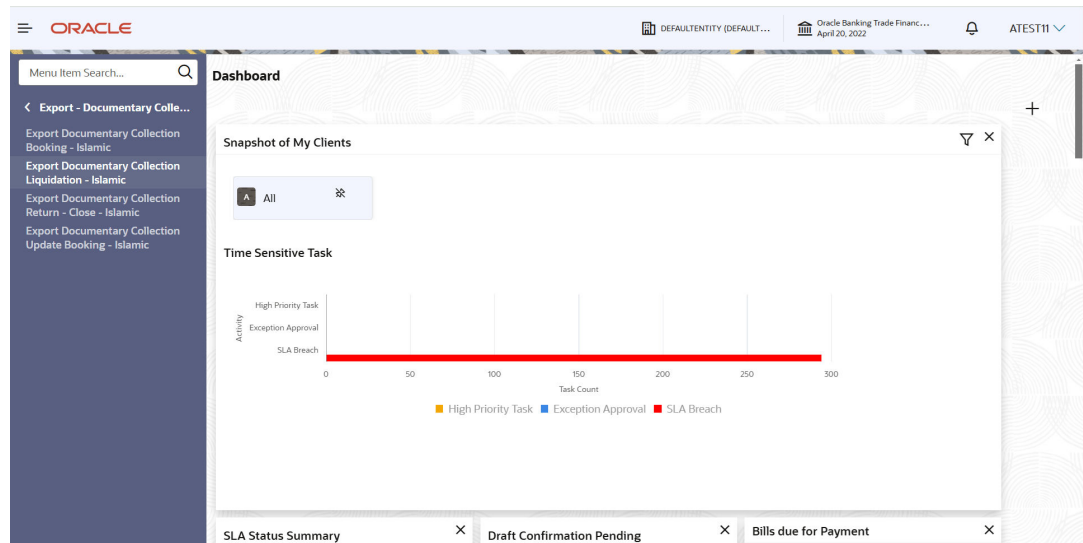 ORACLE
DEFAULTENTITY (DEFAULT...
Oracle Banking Trade Financ...
April 20, 2022
ATEST11
Menu Item Search...
Export - Documentary Colle...
Export Documentary Collection
Booking - Islamic
Export Documentary Collection
Liquidation - Islamic
Export Documentary Collection
Return - Close - Islamic
Export Documentary Collection
Update Booking - Islamic
Dashboard
Snapshot of My Clients
A All
Time Sensitive Task
Activity
High Priority Task
Exception Approval
SLA Breach
0 50 100 150 200 250 300
Task Count
High Priority Task Exception Approval SLA Breach
SLA Status Summary
Draft Confirmation Pending
Bills due for Payment